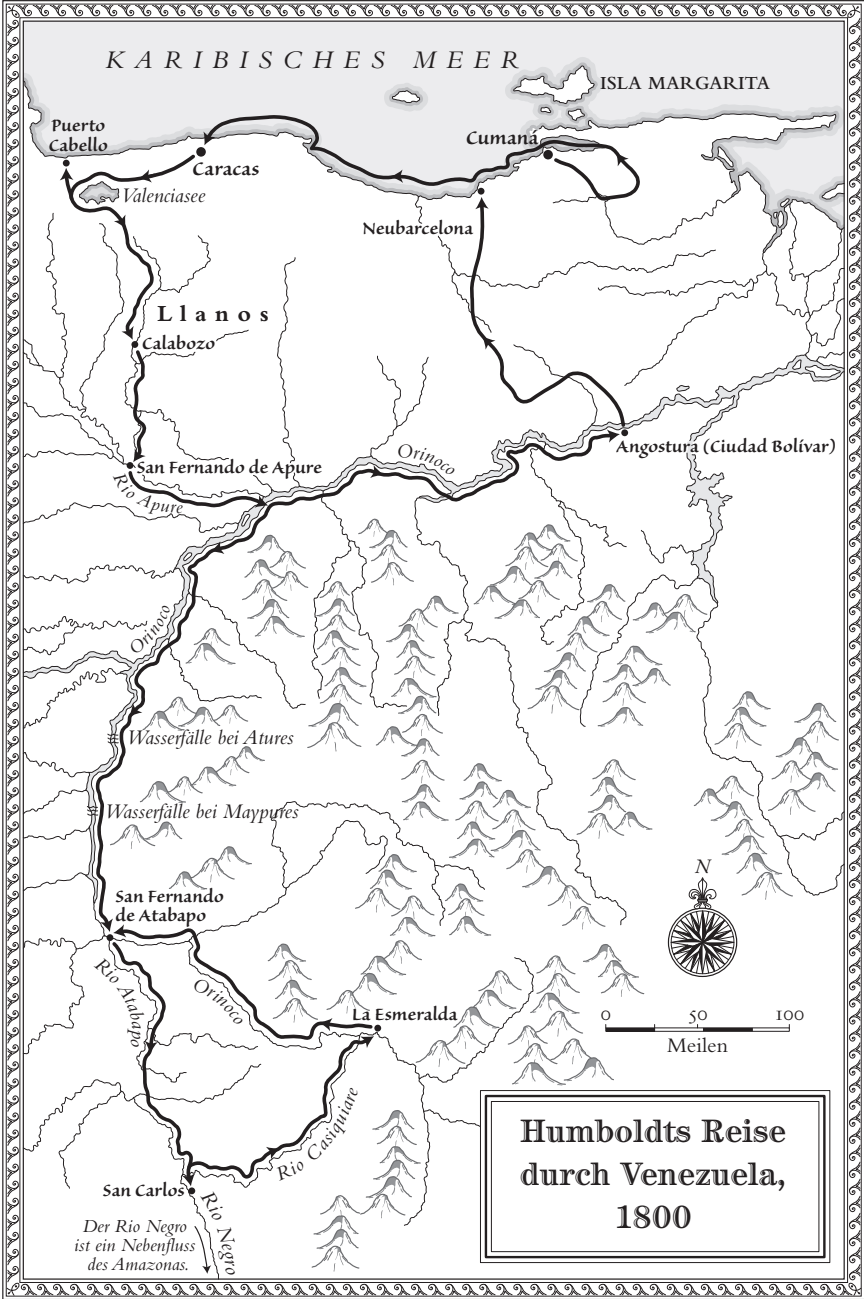 KARIBISCHES MEER
ISLA MARGARITA
Puerto
Cabello
Cumaná
Caracas
Valenciasee
Neubarcelona
Llanos
Calabozo
Orinoco
Angostura (Ciudad Bolívar)
San Fernando de Apure
Rio Apure
Orinoco
Wasserfälle bei Atures
Wasserfälle bei Maypures
San Fernando
de Atabapo
N
Rio Atabapo
Orinoco
La Esmeralda
0 50 100
Meilen
Rio Casiquiare
San Carlos
Rio Negro
Der Rio Negro
ist ein Nebenfluss
des Amazonas.
Humboldts Reise
durch Venezuela,
1800